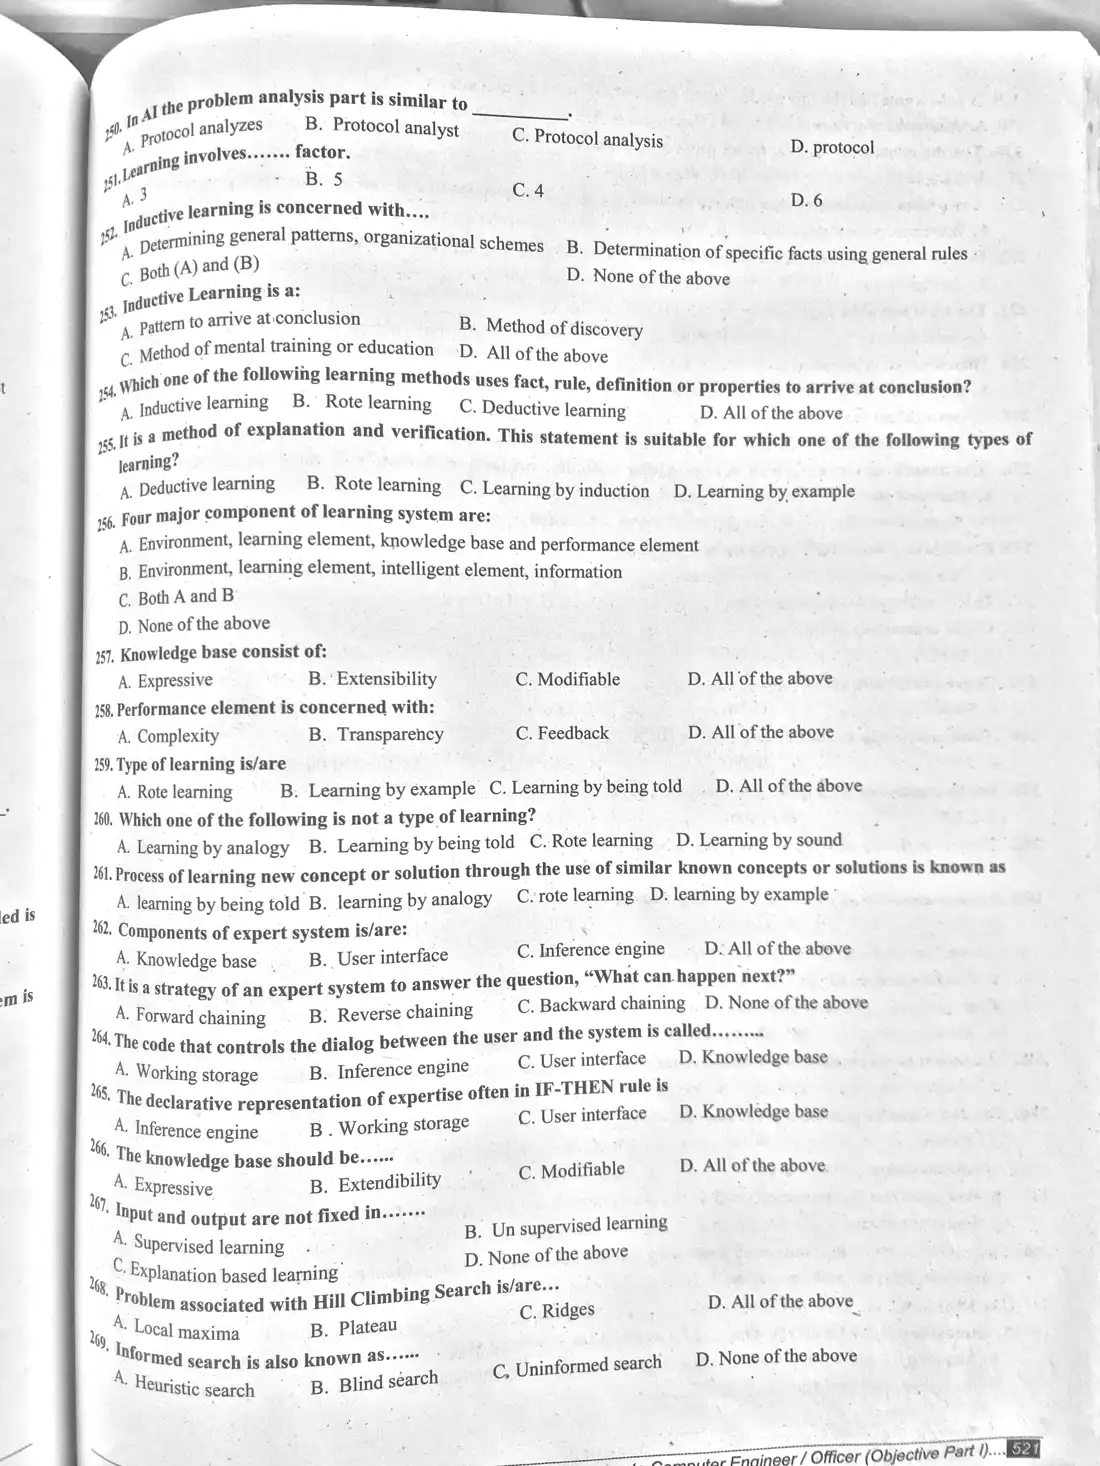 250. In AI the problem analysis part is similar to __________.
A. Protocol analyzes B. Protocol analyst C. Protocol analysis D. protocol
251. Learning involves....... factor.
A. 3 B. 5 C. 4 D. 6
252. Inductive learning is concerned with....
A. Determining general patterns, organizational schemes B. Determination of specific facts using general rules
C. Both (A) and (B) D. None of the above
253. Inductive Learning is a:
A. Pattern to arrive at conclusion B. Method of discovery
C. Method of mental training or education D. All of the above
254. Which one of the following learning methods uses fact, rule, definition or properties to arrive at conclusion?
A. Inductive learning B. Rote learning C. Deductive learning D. All of the above
255. It is a method of explanation and verification. This statement is suitable for which one of the following types of
learning?
A. Deductive learning B. Rote learning C. Learning by induction D. Learning by example
256. Four major component of learning system are:
A. Environment, learning element, knowledge base and performance element
B. Environment, learning element, intelligent element, information
C. Both A and B
D. None of the above
257. Knowledge base consist of:
A. Expressive B. Extensibility C. Modifiable D. All of the above
258. Performance element is concerned with:
A. Complexity B. Transparency C. Feedback D. All of the above
259. Type of learning is/are
A. Rote learning B. Learning by example C. Learning by being told D. All of the above
260. Which one of the following is not a type of learning?
A. Learning by analogy B. Learning by being told C. Rote learning D. Learning by sound
261. Process of learning new concept or solution through the use of similar known concepts or solutions is known as
A. learning by being told B. learning by analogy C. rote learning D. learning by example
led is
262. Components of expert system is/are:
A. Knowledge base B. User interface C. Inference engine D. All of the above
263. It is a strategy of an expert system to answer the question, “What can happen next?”
em is
A. Forward chaining B. Reverse chaining C. Backward chaining D. None of the above
264. The code that controls the dialog between the user and the system is called.........
A. Working storage B. Inference engine C. User interface D. Knowledge base
265. The declarative representation of expertise often in IF-THEN rule is
A. Inference engine B . Working storage C. User interface D. Knowledge base
266. The knowledge base should be......
A. Expressive B. Extendibility C. Modifiable D. All of the above
267. Input and output are not fixed in.......
A. Supervised learning B. Un supervised learning
C. Explanation based learning D. None of the above
268. Problem associated with Hill Climbing Search is/are...
A. Local maxima B. Plateau C. Ridges D. All of the above
269. Informed search is also known as......
A. Heuristic search B. Blind search C. Uninformed search D. None of the above
Computer Engineer / Officer (Objective Part I).... 521